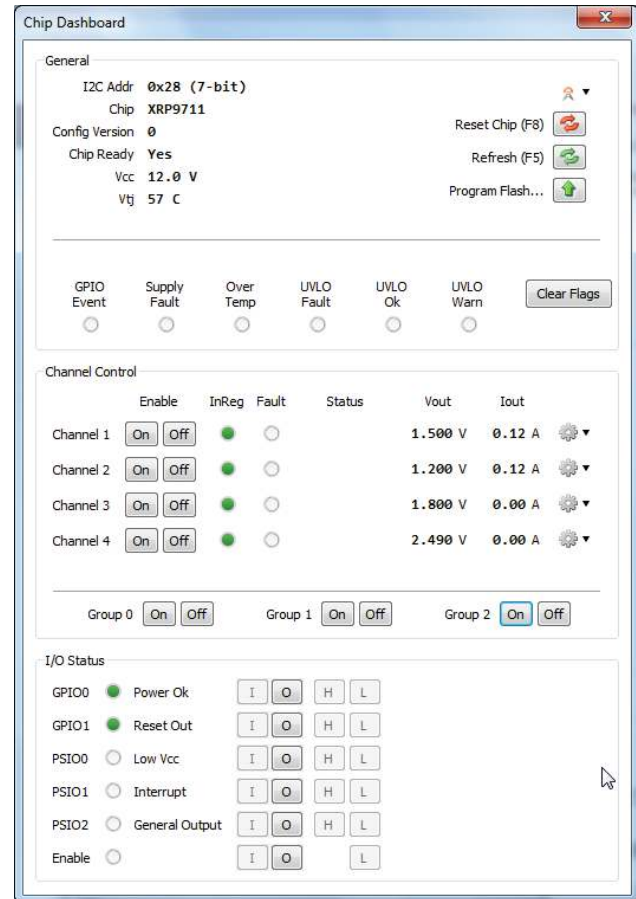 Chip Dashboard
General
I2C Addr 0x28 (7-bit)
Chip XRP9711
Config Version 0
Chip Ready Yes
Vcc 12.0 V
Vtj 57 C
Reset Chip (F8)
Refresh (F5)
Program Flash...
GPIO Event Supply Fault Over Temp UVLO Fault UVLO Ok UVLO Warn Clear Flags
Channel Control
Enable InReg Fault Status Vout Iout
Channel 1 On Off 1.500 V 0.12 A
Channel 2 On Off 1.200 V 0.12 A
Channel 3 On Off 1.800 V 0.00 A
Channel 4 On Off 2.490 V 0.00 A
Group 0 On Off Group 1 On Off Group 2 On Off
I/O Status
GPIO0 Power Ok I O H L
GPIO1 Reset Out I O H L
PSIO0 Low Vcc I O H L
PSIO1 Interrupt I O H L
PSIO2 General Output I O H L
Enable I O L